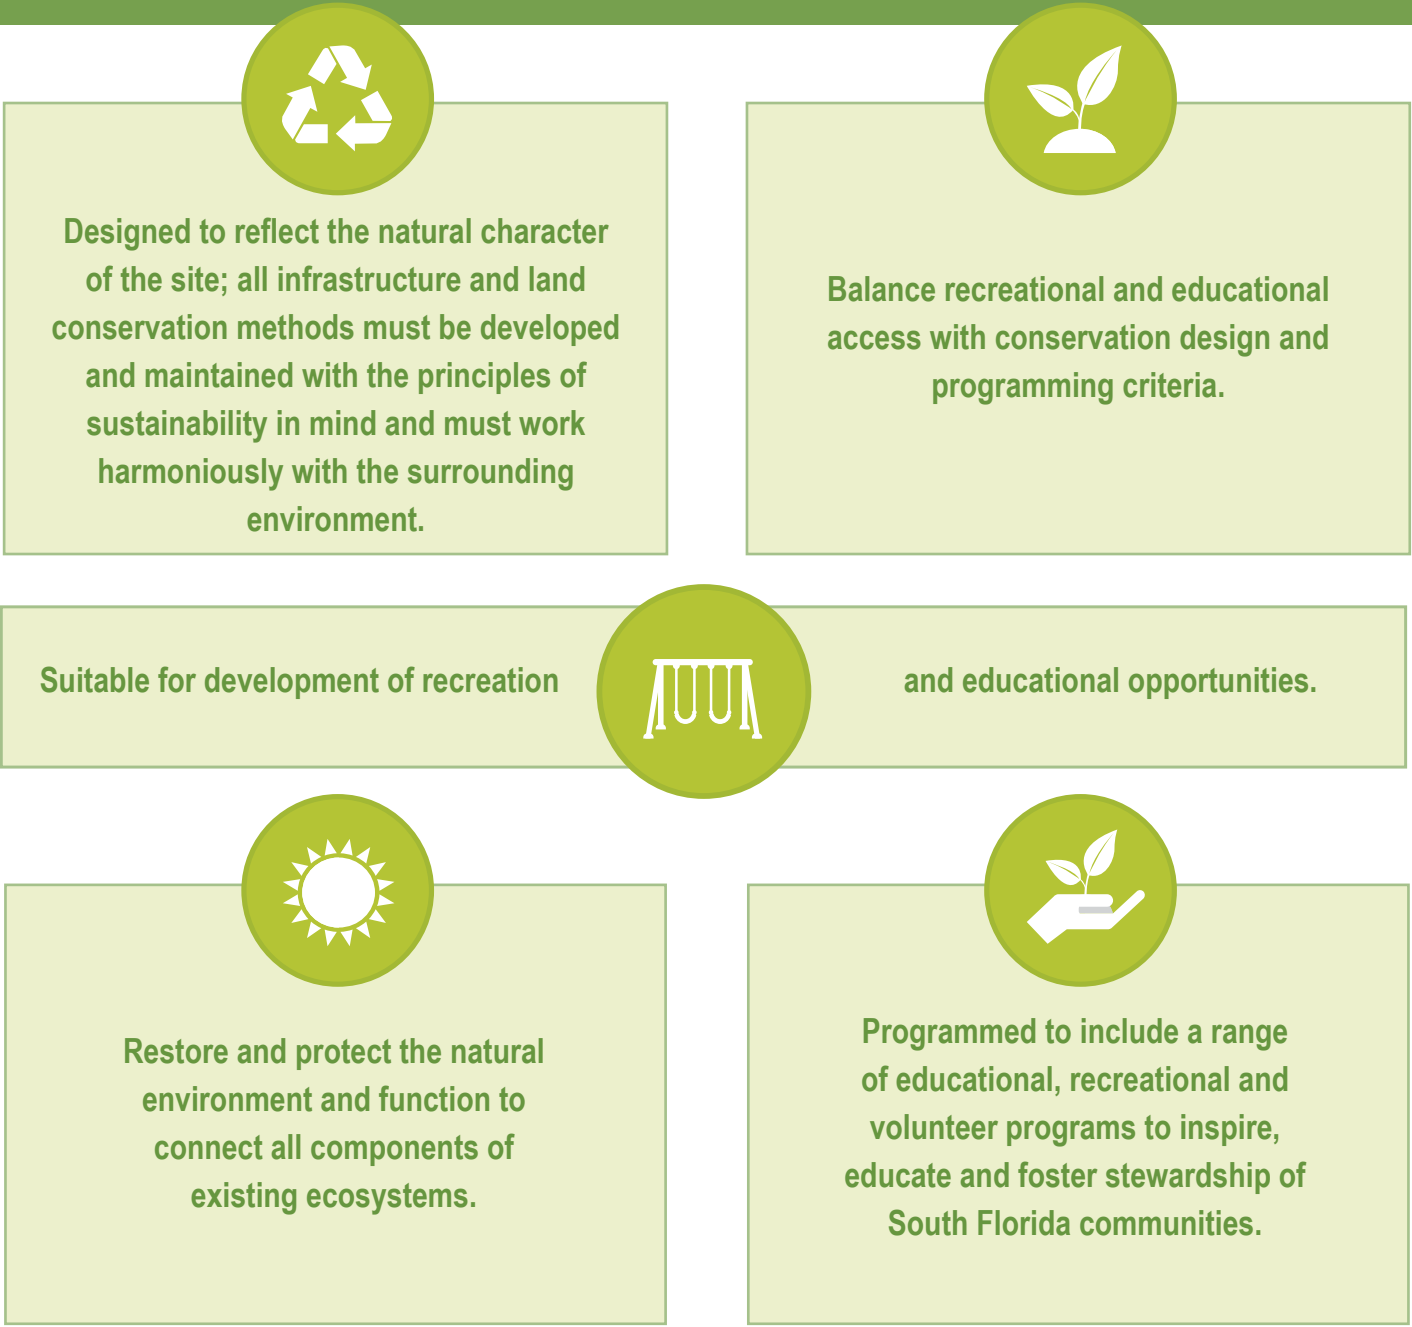 Designed to reflect the natural character
of the site; all infrastructure and land
conservation methods must be developed
and maintained with the principles of
sustainability in mind and must work
harmoniously with the surrounding
environment.
Balance recreational and educational
access with conservation design and
programming criteria.
Suitable for development of recreation
and educational opportunities.
Restore and protect the natural
environment and function to
connect all components of
existing ecosystems.
Programmed to include a range
of educational, recreational and
volunteer programs to inspire,
educate and foster stewardship of
South Florida communities.